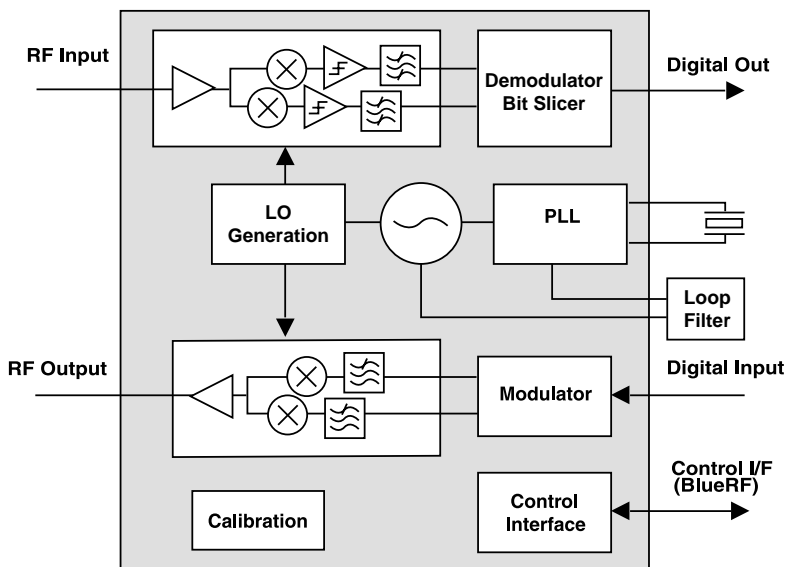 RF Input
Demodulator
Bit Slicer
Digital Out
LO
Generation
PLL
Loop
Filter
RF Output
Modulator
Digital Input
Calibration
Control
Interface
Control I/F
(BlueRF)